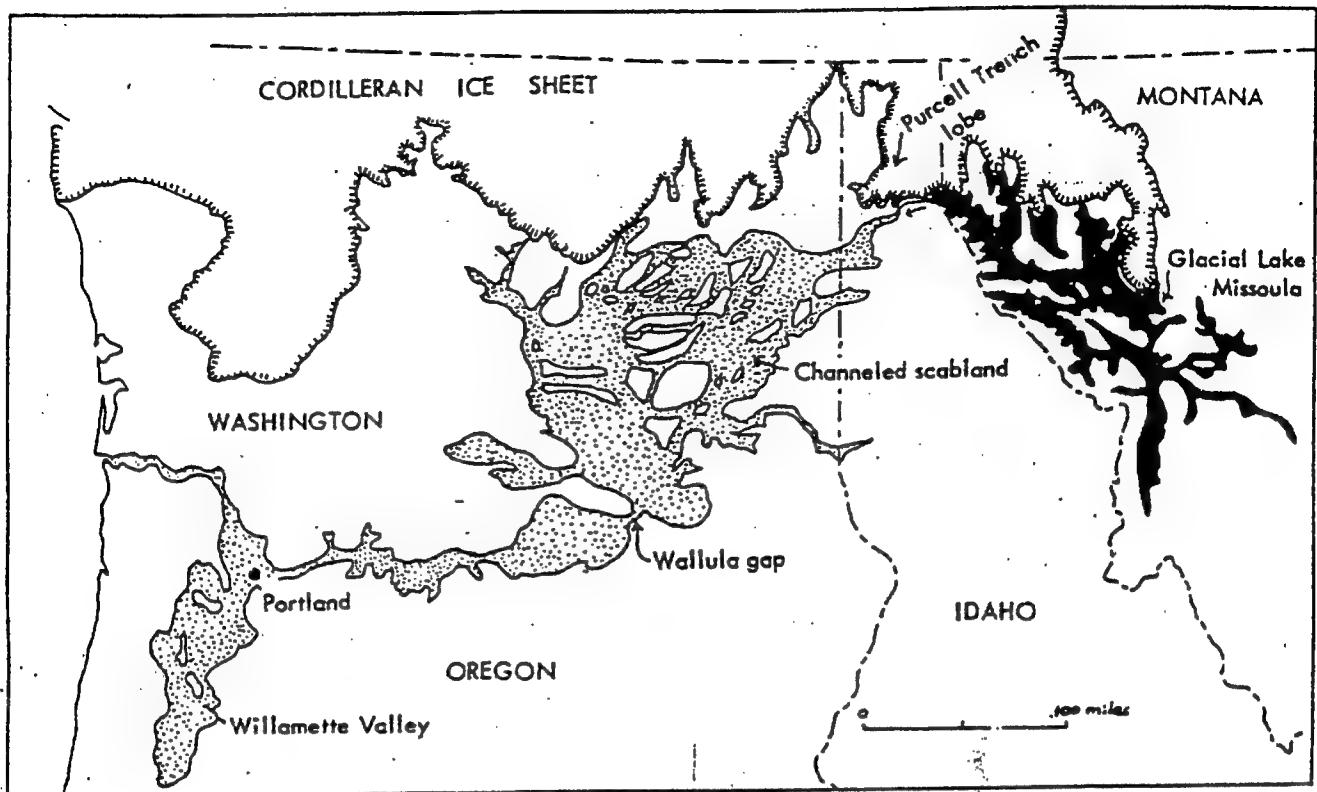 CORDILLERAN ICE SHEET
Purcell Trench
lobe
MONTANA
Glacial Lake
Missoula
Channeled scabland
WASHINGTON
Wallula gap
Portland
IDAHO
OREGON
Willamette Valley
0 100 miles